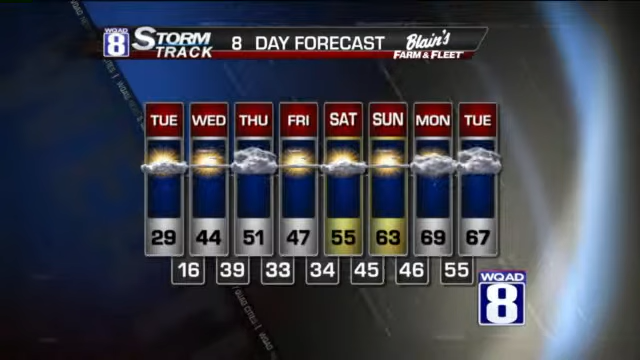 WQAD
8
STORM
TRACK
8 DAY FORECAST
Blain's
FARM & FLEET
TUE WED THU FRI SAT SUN MON TUE
29 44 51 47 55 63 69 67
16 39 33 34 45 46 55
WQAD
8